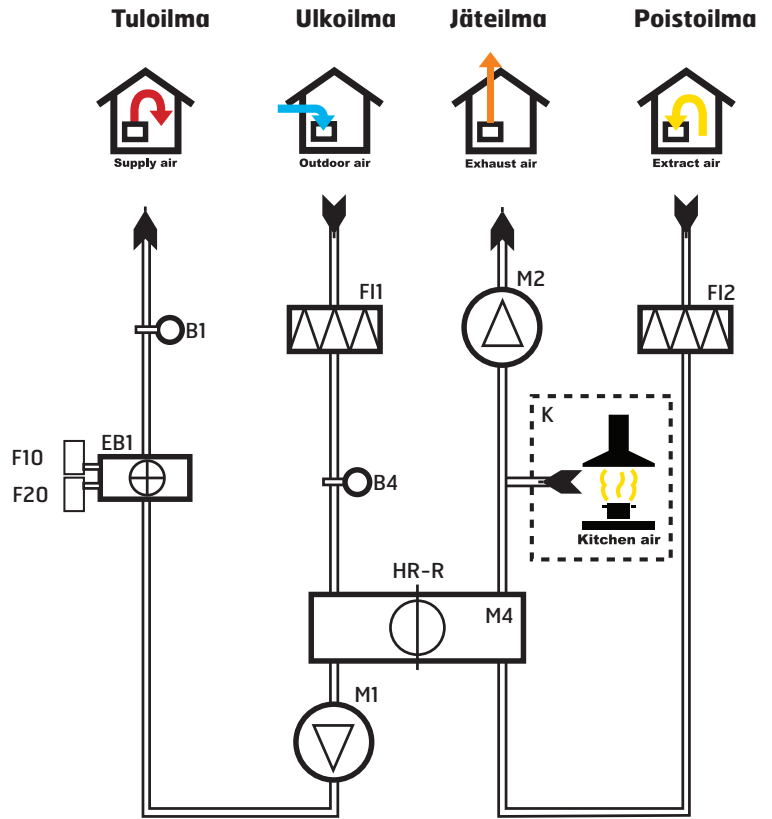 Tuloilma Ulkoilma Jäteilma Poistoilma
Supply air Outdoor air Exhaust air Extract air
M2
FI1 FI2
B1
K
EB1
F10
F20
B4
Kitchen air
HR-R
M4
M1